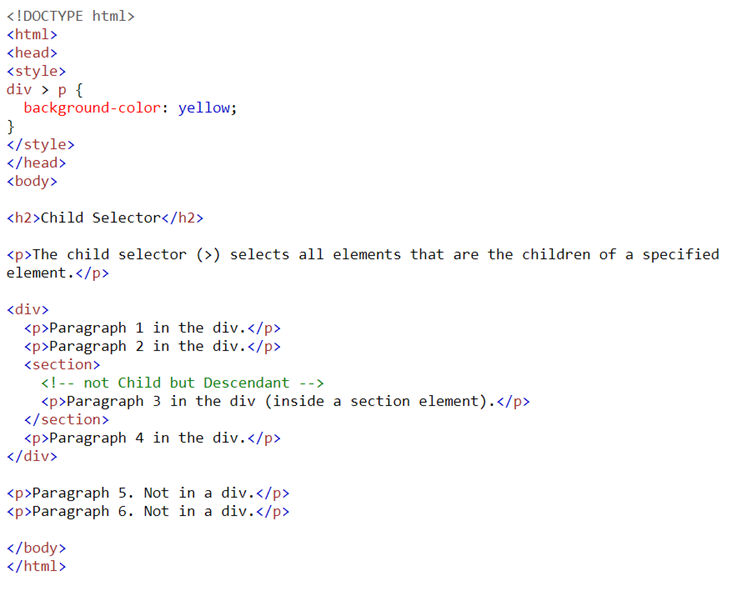 <!DOCTYPE html>
<html>
<head>
<style>
div > p {
  background-color: yellow;
}
</style>
</head>
<body>

<h2>Child Selector</h2>

<p>The child selector (>) selects all elements that are the children of a specified
element.</p>

<div>
  <p>Paragraph 1 in the div.</p>
  <p>Paragraph 2 in the div.</p>
  <section>
    <!-- not Child but Descendant -->
    <p>Paragraph 3 in the div (inside a section element).</p>
  </section>
  <p>Paragraph 4 in the div.</p>
</div>

<p>Paragraph 5. Not in a div.</p>
<p>Paragraph 6. Not in a div.</p>

</body>
</html>